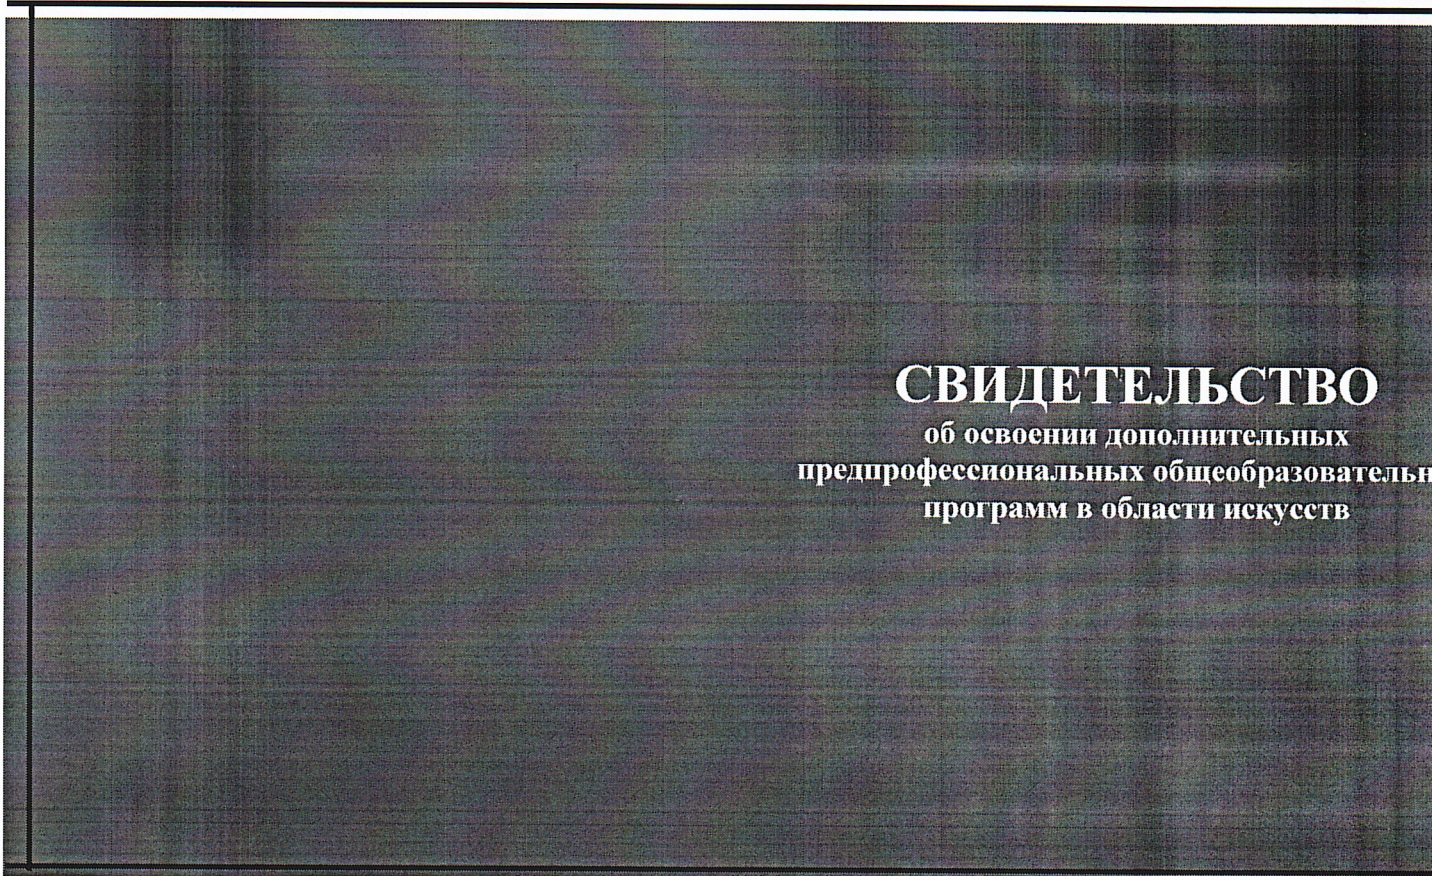 СВИДЕТЕЛЬСТВО
об освоении дополнительных
предпрофессиональных общеобразовательн
программ в области искусств